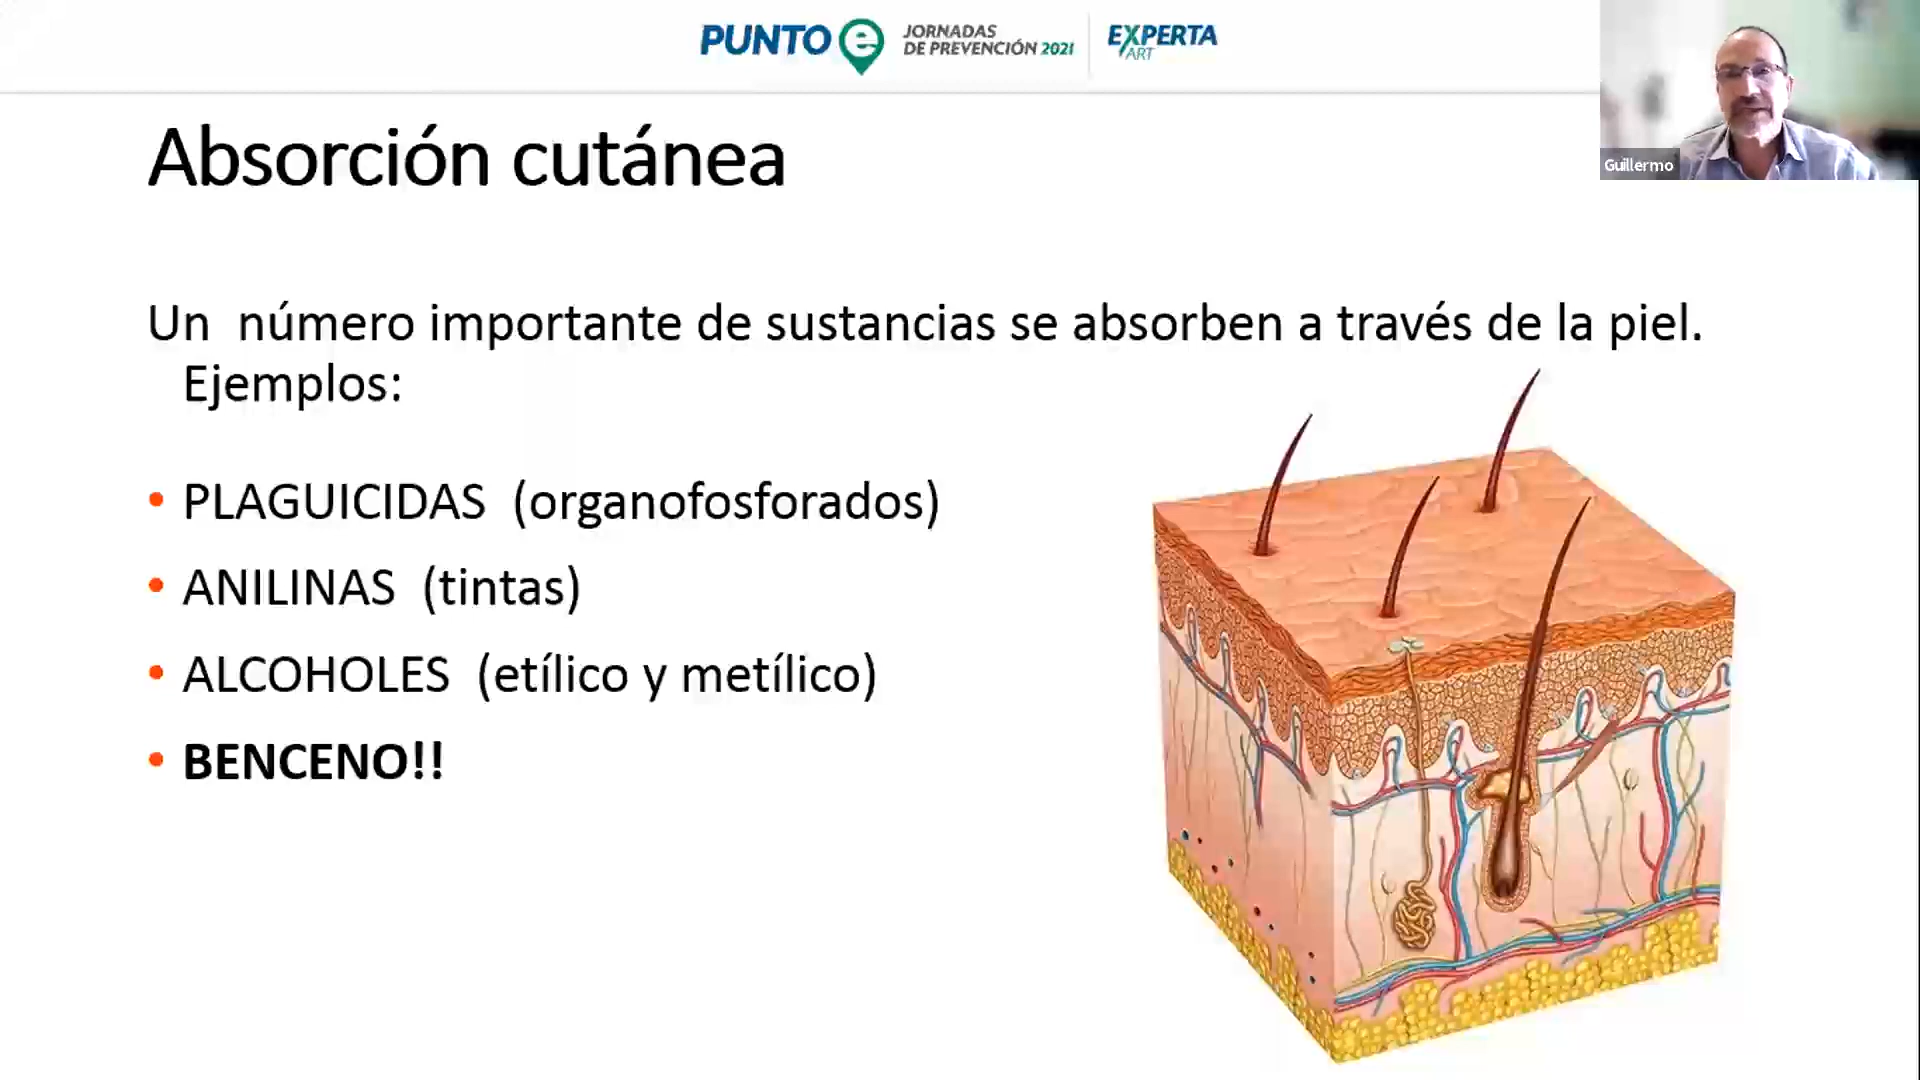 PUNTO e JORNADAS DE PREVENCIÓN 2021 EXPERTA ART
Guillermo
Absorción cutánea
Un número importante de sustancias se absorben a través de la piel.
Ejemplos:
• PLAGUICIDAS (organofosforados)
• ANILINAS (tintas)
• ALCOHOLES (etílico y metílico)
• BENCENO!!